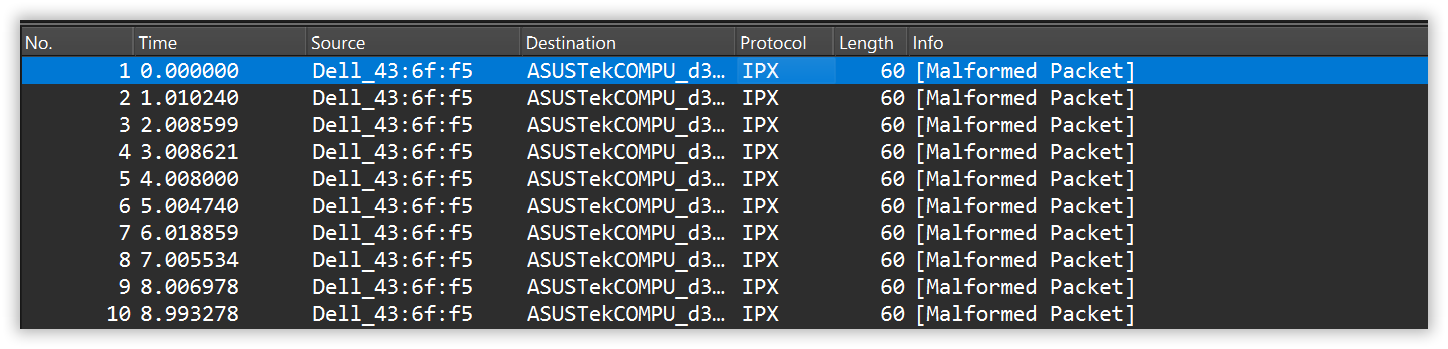 No. Time Source Destination Protocol Length Info
1 0.000000 Dell_43:6f:f5 ASUSTekCOMPU_d3… IPX 60 [Malformed Packet]
2 1.010240 Dell_43:6f:f5 ASUSTekCOMPU_d3… IPX 60 [Malformed Packet]
3 2.008599 Dell_43:6f:f5 ASUSTekCOMPU_d3… IPX 60 [Malformed Packet]
4 3.008621 Dell_43:6f:f5 ASUSTekCOMPU_d3… IPX 60 [Malformed Packet]
5 4.008000 Dell_43:6f:f5 ASUSTekCOMPU_d3… IPX 60 [Malformed Packet]
6 5.004740 Dell_43:6f:f5 ASUSTekCOMPU_d3… IPX 60 [Malformed Packet]
7 6.018859 Dell_43:6f:f5 ASUSTekCOMPU_d3… IPX 60 [Malformed Packet]
8 7.005534 Dell_43:6f:f5 ASUSTekCOMPU_d3… IPX 60 [Malformed Packet]
9 8.006978 Dell_43:6f:f5 ASUSTekCOMPU_d3… IPX 60 [Malformed Packet]
10 8.993278 Dell_43:6f:f5 ASUSTekCOMPU_d3… IPX 60 [Malformed Packet]